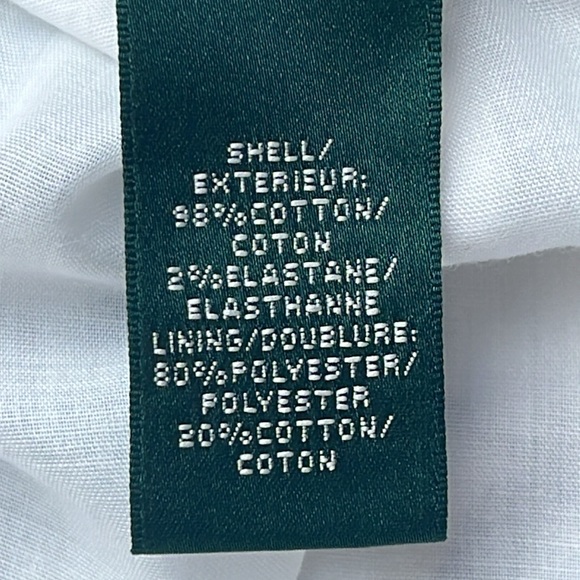 SHELL/
EXTERIEUR:
98%COTTON/
COTON
2%ELASTANE/
ELASTHANNE
LINING/DOUBLURE:
80%POLYESTER/
POLYESTER
20%COTTON/
COTON